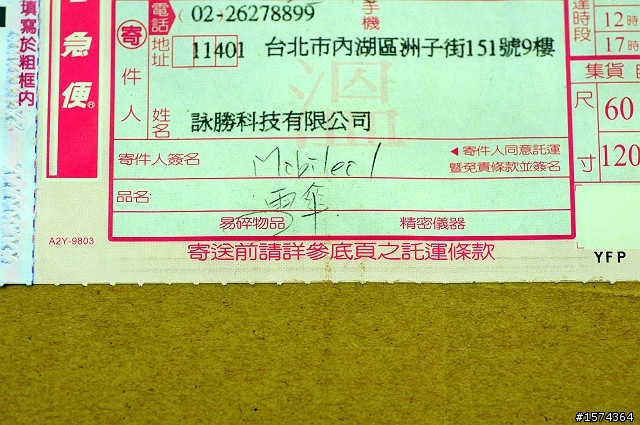 填寫於粗框內
急便®
寄件人
電話 02-26278899 手機
地址 11401 台北市內湖區洲子街151號9樓
姓名 詠勝科技有限公司
溫
寄件人簽名 Mobile01 ◀寄件人同意託運
暨免責條款並簽名
品名: 雪傘
易碎物品 精密儀器
寄送前請詳參底頁之託運條款
A2Y-9803
達時段
12時
17時
集貨
尺寸
60
120
YFP
#1574364